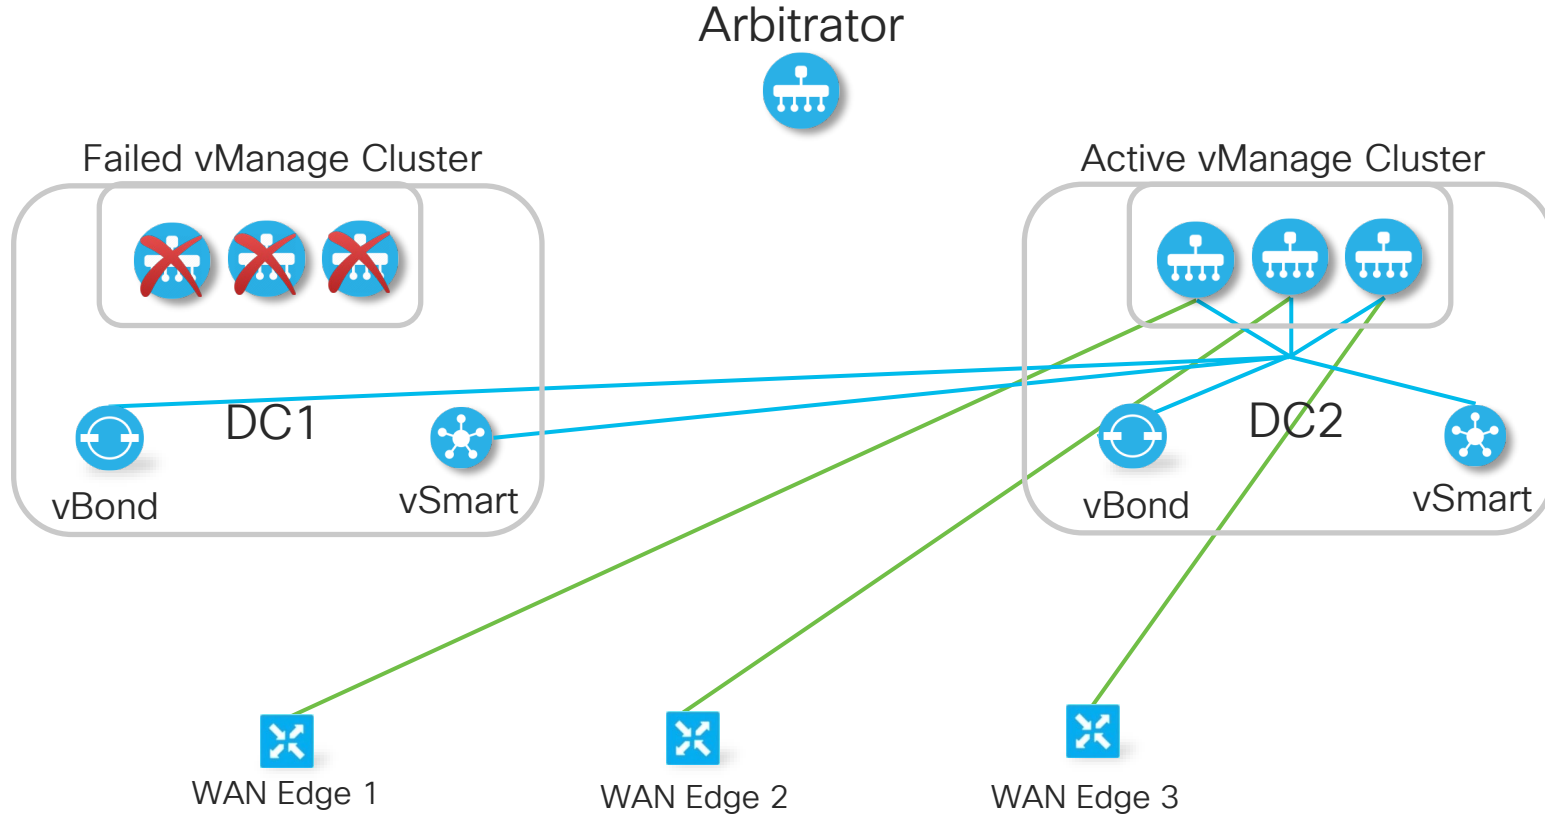 Arbitrator
Failed vManage Cluster
Active vManage Cluster
DC1
DC2
vBond
vSmart
vBond
vSmart
WAN Edge 1
WAN Edge 2
WAN Edge 3